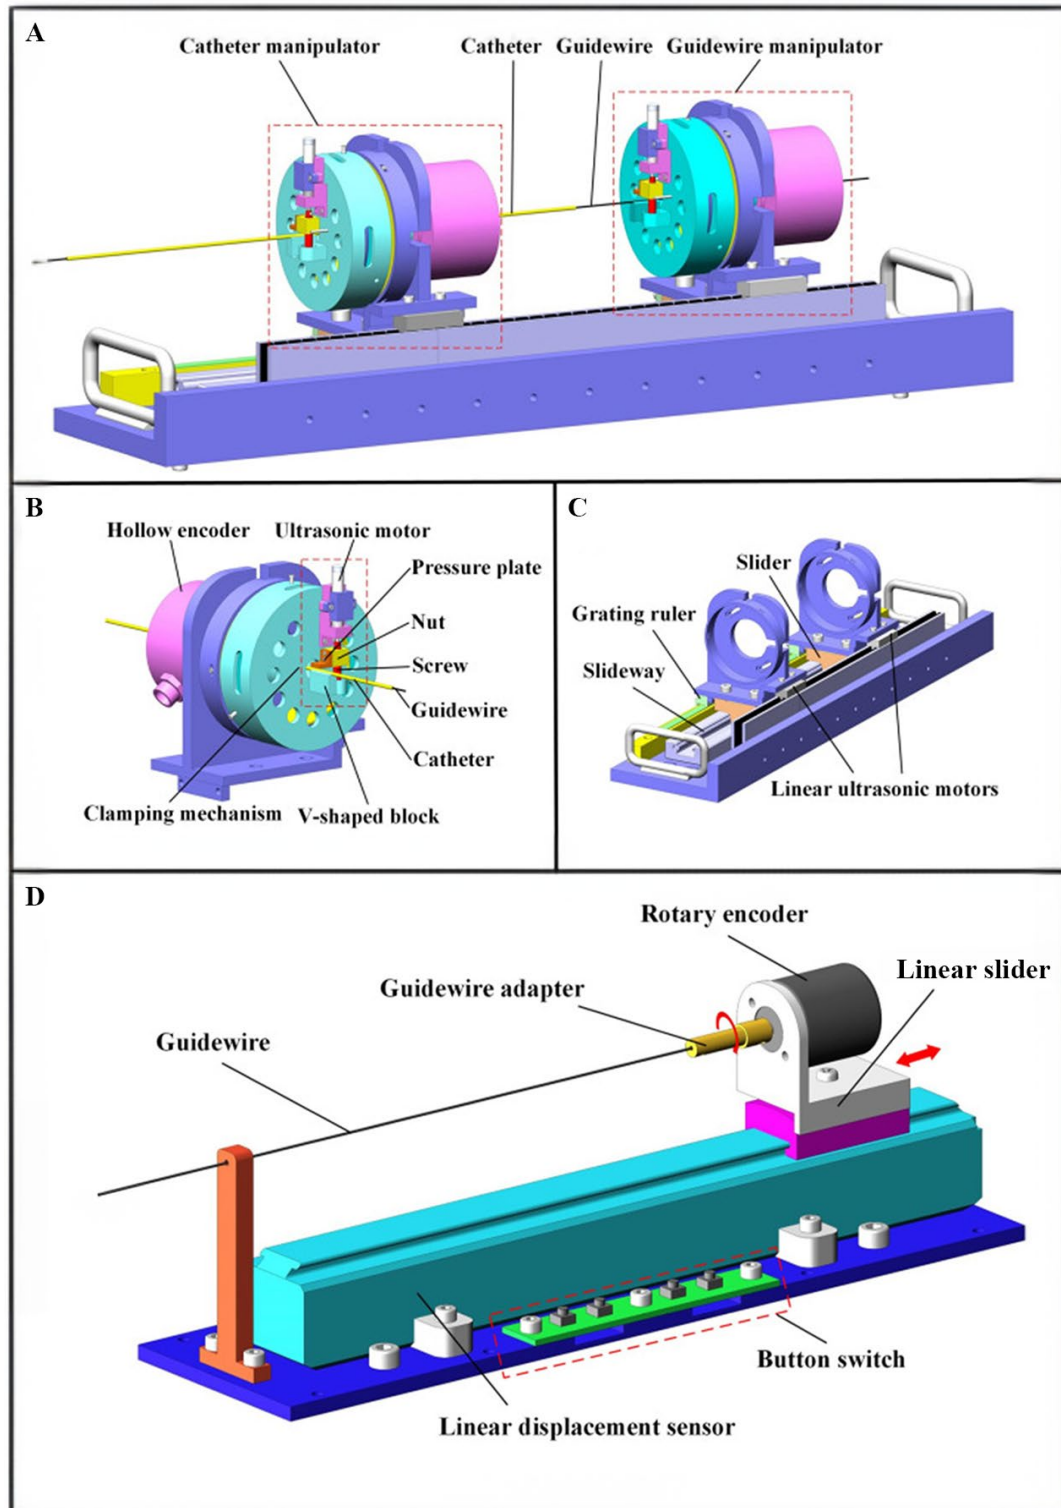 A
Catheter manipulator
Catheter
Guidewire
Guidewire manipulator
B
Hollow encoder
Ultrasonic motor
Pressure plate
Nut
Screw
Guidewire
Catheter
Clamping mechanism
V-shaped block
C
Slider
Grating ruler
Slideway
Linear ultrasonic motors
D
Rotary encoder
Linear slider
Guidewire adapter
Guidewire
Button switch
Linear displacement sensor